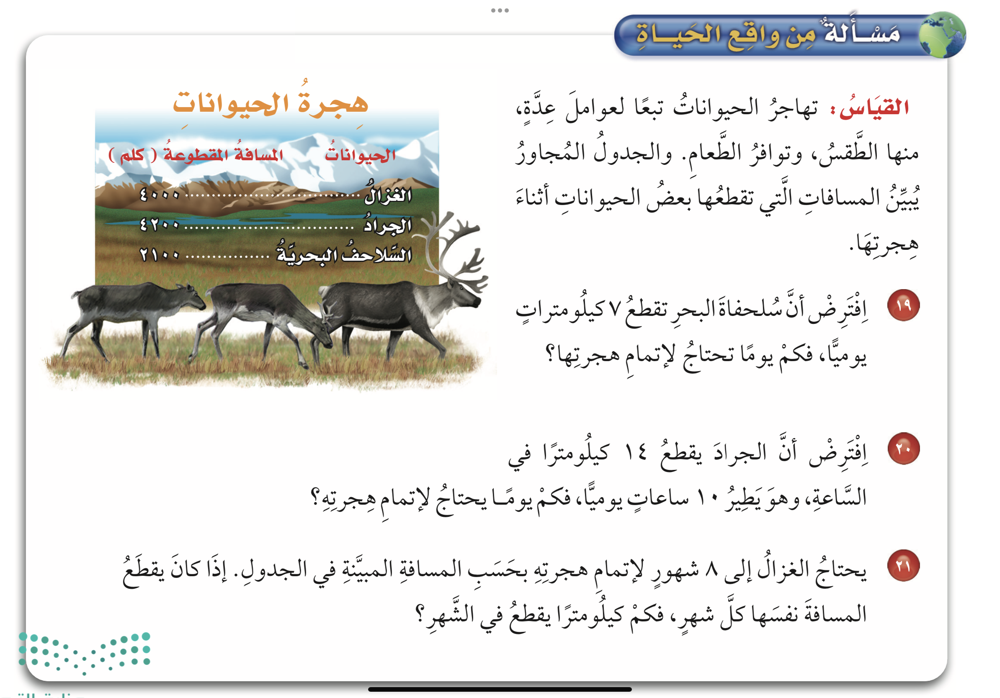 مَسْـأَلةٌ مِن واقِع الحَيـاةِ
القيَاسُ: تهاجرُ الحيواناتُ تبعًا لعواملَ عِدَّةٍ،
منها الطَّقسُ، وتوافرُ الطَّعامِ. والجدولُ المُجاورُ
يُبيِّنُ المسافاتِ الَّتي تقطعُها بعضُ الحيواناتِ أثناءَ
هِجرتِهَا.
هِجرةُ الحيواناتِ
الحيواناتُ المسافةُ المقطوعةُ ( كلم )
الغزالُ ................................. ٤٠٠٠
الجرادُ ................................. ٤٢٠٠
السَّلاحفُ البحريَّةُ ................ ٢١٠٠
١٩ اِفْتَرِضْ أنَّ سُلحفاةَ البحرِ تقطعُ ٧ كيلُومتراتٍ
يوميًّا، فكمْ يومًا تحتاجُ لإتمامِ هجرتِها؟
٢٠ اِفْتَرِضْ أنَّ الجرادَ يقطعُ ١٤ كيلُومترًا في
السَّاعةِ، وهوَ يَطِيرُ ١٠ ساعاتٍ يوميًّا، فكمْ يومًـا يحتاجُ لإتمامِ هِجرتِهِ؟
٢١ يحتاجُ الغزالُ إلى ٨ شهورٍ لإتمامِ هجرتِهِ بحَسَبِ المسافةِ المبيَّنةِ في الجدولِ. إذَا كانَ يقطَعُ
المسافةَ نفسَها كلَّ شهرٍ، فكمْ كيلُومترًا يقطعُ في الشَّهرِ؟